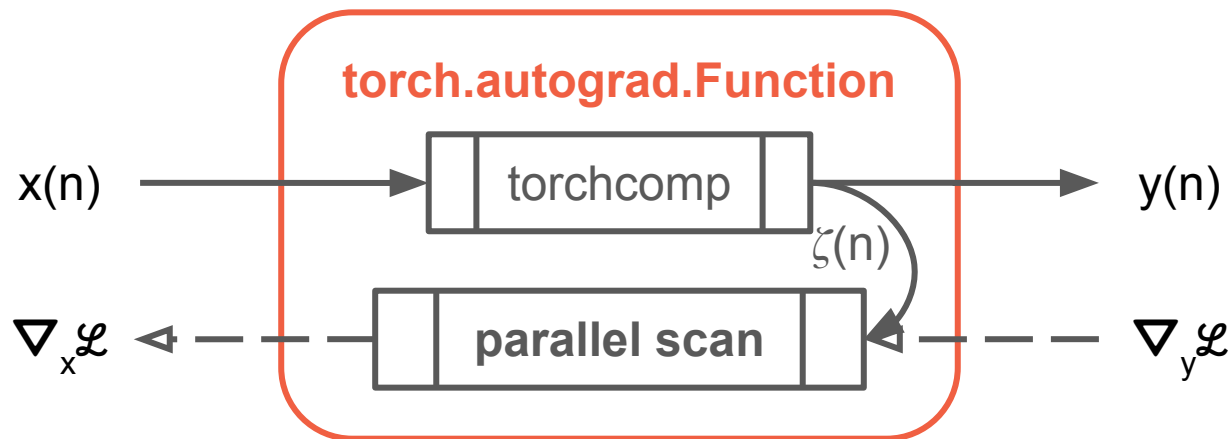 torch.autograd.Function
x(n)
torchcomp
y(n)
ζ(n)
∇ₓℒ
parallel scan
∇ᵧℒ